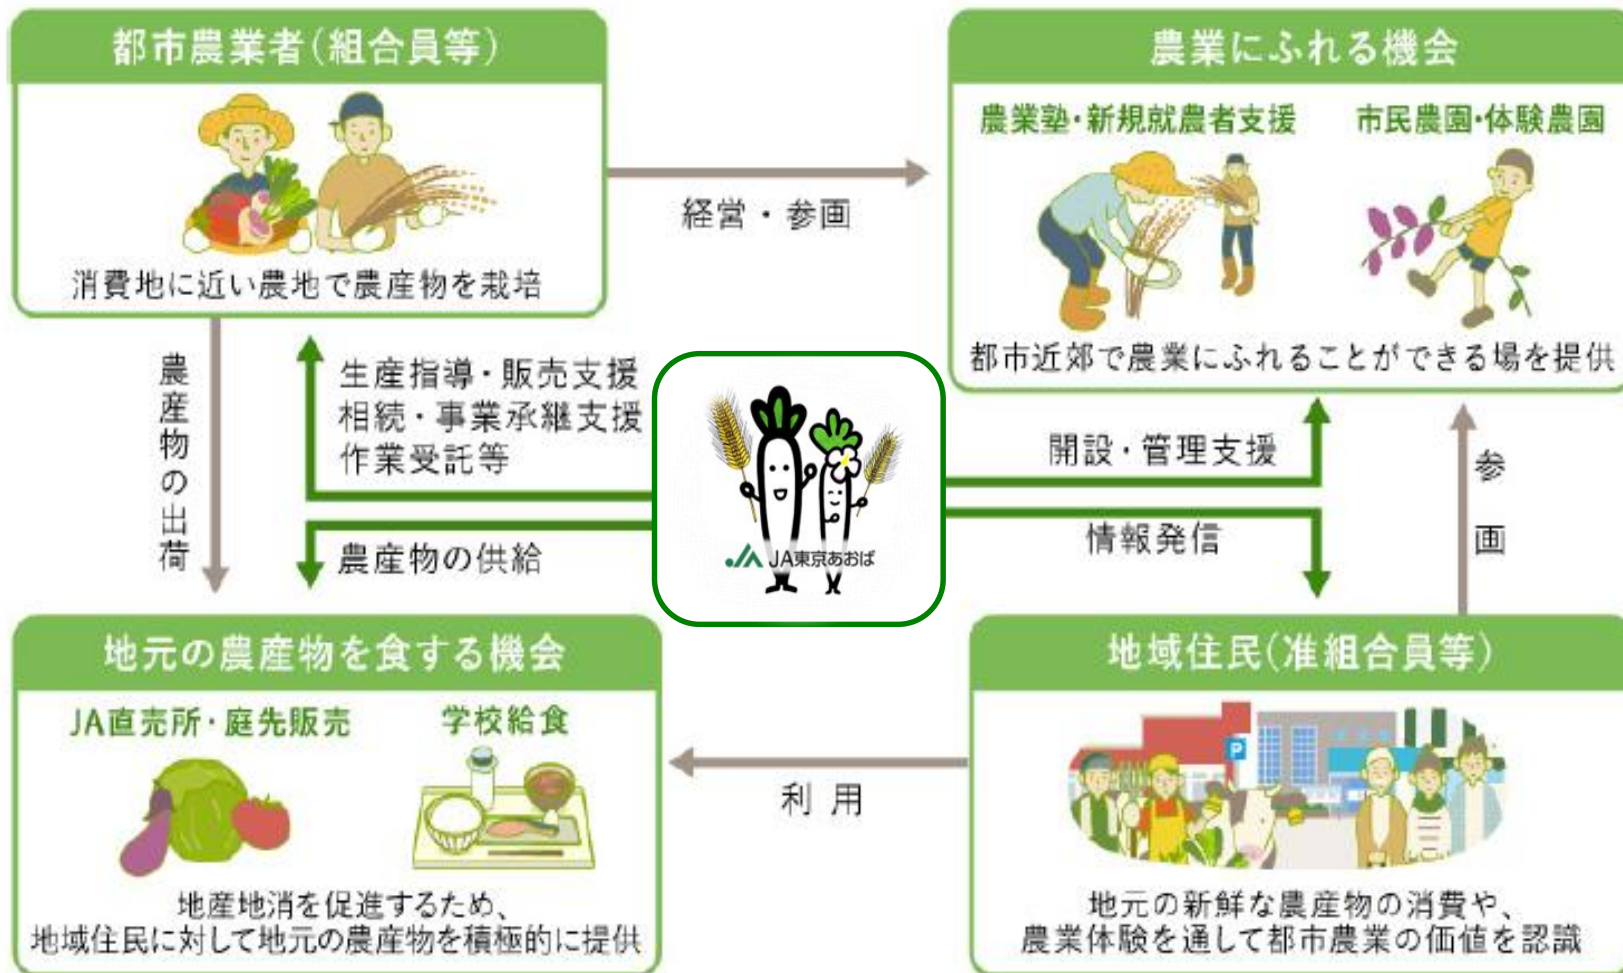 都市農業者(組合員等)
消費地に近い農地で農産物を栽培
経営・参画
農業にふれる機会
農業塾・新規就農者支援
市民農園・体験農園
都市近郊で農業にふれることができる場を提供
農産物の出荷
生産指導・販売支援
相続・事業承継支援
作業受託等
農産物の供給
JA東京あおば
開設・管理支援
情報発信
参画
地元の農産物を食する機会
JA直売所・庭先販売
学校給食
地産地消を促進するため、
地域住民に対して地元の農産物を積極的に提供
利用
地域住民(准組合員等)
P
地元の新鮮な農産物の消費や、
農業体験を通して都市農業の価値を認識